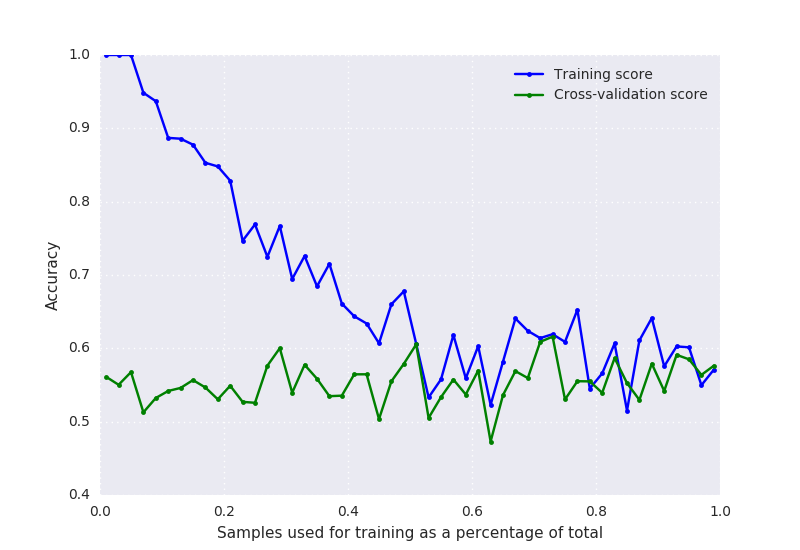 1.0
0.9
0.8
0.7
0.6
0.5
0.4
Accuracy
Training score
Cross-validation score
0.0 0.2 0.4 0.6 0.8 1.0
Samples used for training as a percentage of total